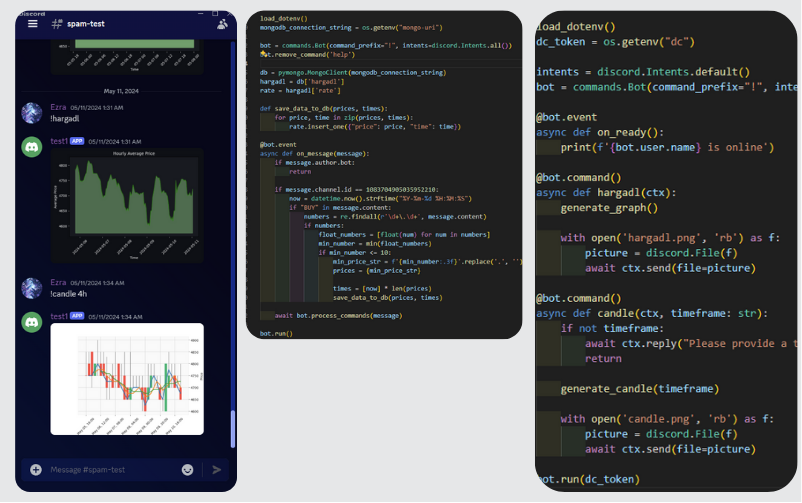 Discord
# spam-test
May 11, 2024
Ezra 05/11/2024 1:31 AM
!hargadl
test1 APP 05/11/2024 1:31 AM
Hourly Average Price
Time
Ezra 05/11/2024 1:34 AM
!candle 4h
test1 APP 05/11/2024 1:34 AM
Price
Message #spam-test
load_dotenv()
mongodb_connection_string = os.getenv("mongo-uri")
bot = commands.Bot(command_prefix="!", intents=discord.Intents.all())
t.remove_command('help')
db = pymongo.MongoClient(mongodb_connection_string)
hargadl = db['hargadl']
rate = hargadl['rate']
def save_data_to_db(prices, times):
for price, time in zip(prices, times):
rate.insert_one({"price": price, "time": time})
@bot.event
async def on_message(message):
if message.author.bot:
return
if message.channel.id == 1083704905035952210:
now = datetime.now().strftime("%Y-%m-%d %H:%M:%S")
if "BUY" in message.content:
numbers = re.findall(r'\d+\.\d+', message.content)
if numbers:
float_numbers = [float(num) for num in numbers]
min_number = min(float_numbers)
if min_number <= 10:
min_price_str = f'{min_number:.3f}'.replace('.', '')
prices = {min_price_str}
times = [now] * len(prices)
save_data_to_db(prices, times)
await bot.process_commands(message)
bot.run()
load_dotenv()
dc_token = os.getenv("dc")
intents = discord.Intents.default()
bot = commands.Bot(command_prefix="!", inte
@bot.event
async def on_ready():
print(f'{bot.user.name} is online')
@bot.command()
async def hargadl(ctx):
generate_graph()
with open('hargadl.png', 'rb') as f:
picture = discord.File(f)
await ctx.send(file=picture)
@bot.command()
async def candle(ctx, timeframe: str):
if not timeframe:
await ctx.reply("Please provide a t
return
generate_candle(timeframe)
with open('candle.png', 'rb') as f:
picture = discord.File(f)
await ctx.send(file=picture)
bot.run(dc_token)